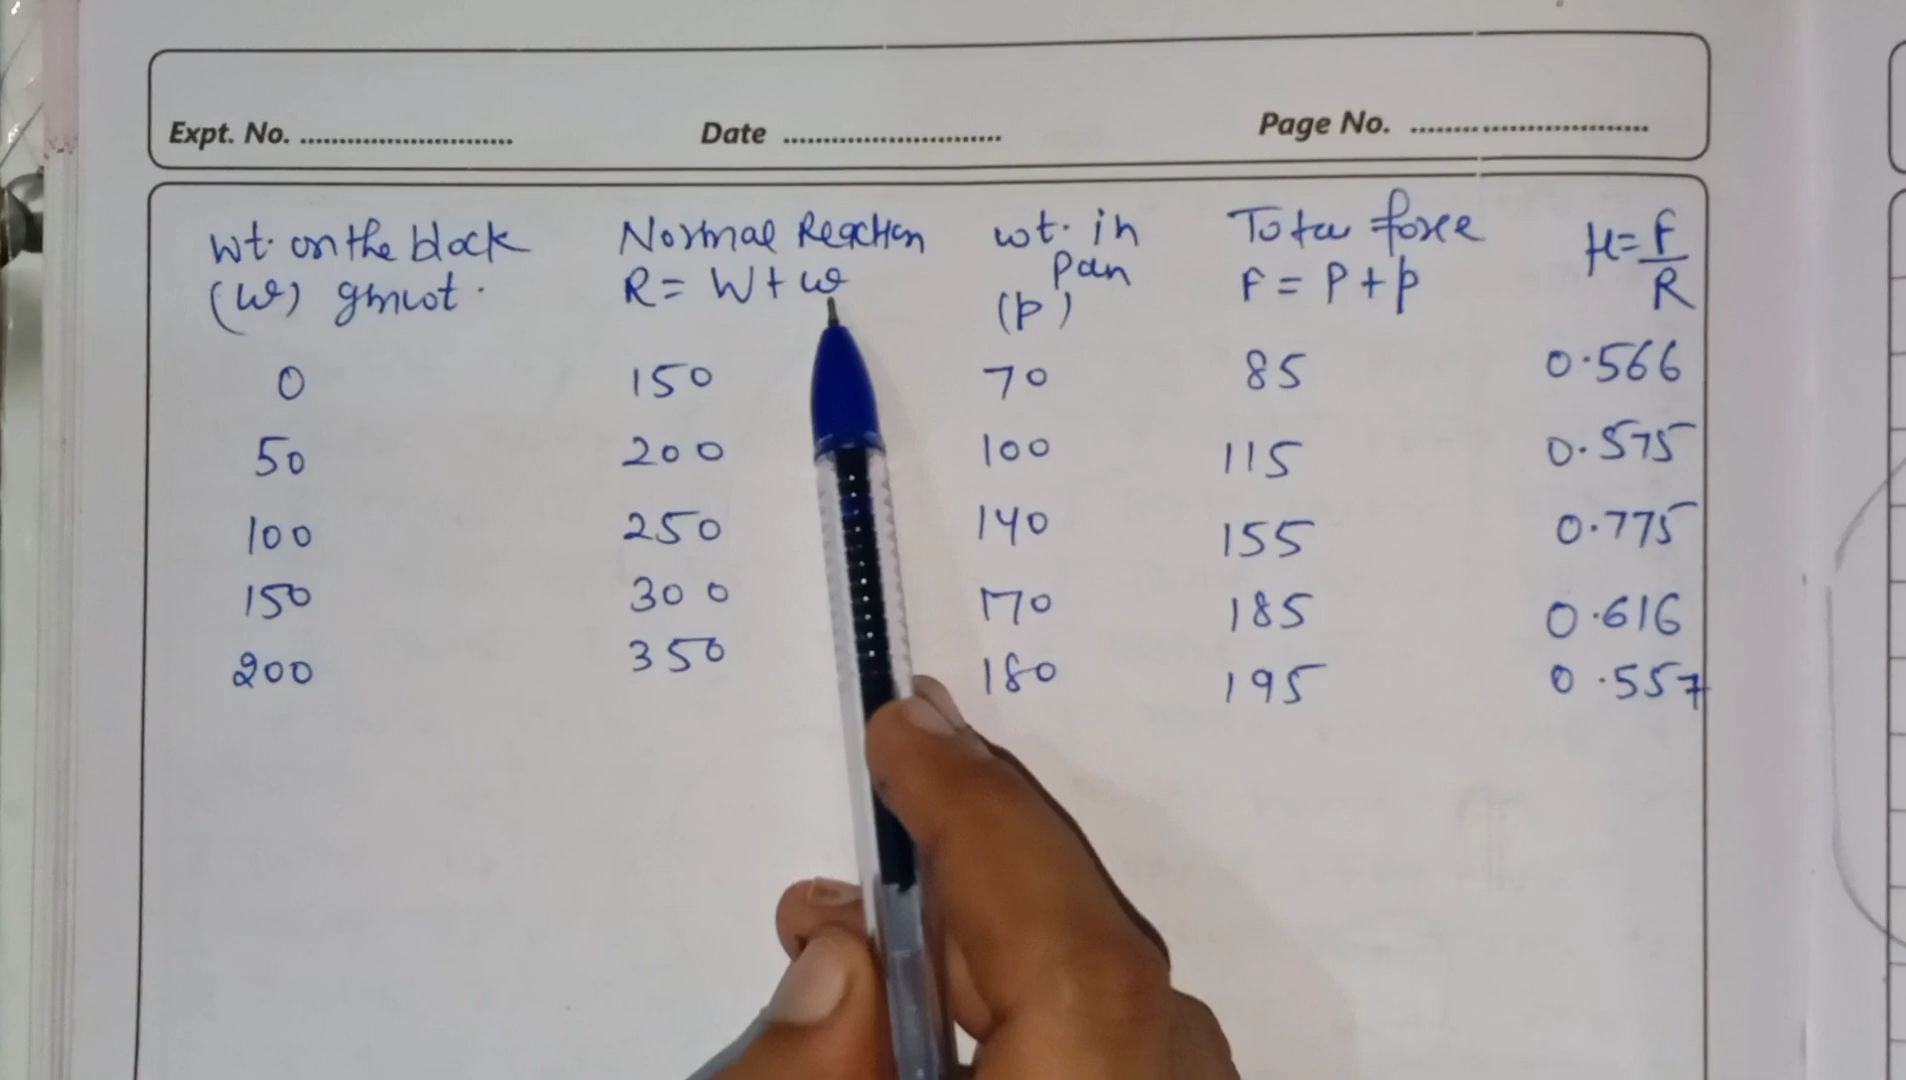 Expt. No. ............................ Date ............................ Page No. ............................
wt. on the block Normal Reaction wt. in Total force μ=F/R
(w) gmwt. R = W + w Pan F = P + p
(p)
0 150 70 85 0.566
50 200 100 115 0.575
100 250 140 155 0.775
150 300 170 185 0.616
200 350 180 195 0.557